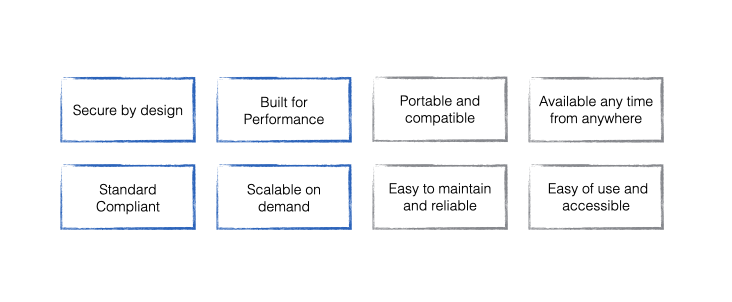 Secure by design
Built for
Performance
Portable and
compatible
Available any time
from anywhere
Standard
Compliant
Scalable on
demand
Easy to maintain
and reliable
Easy of use and
accessible